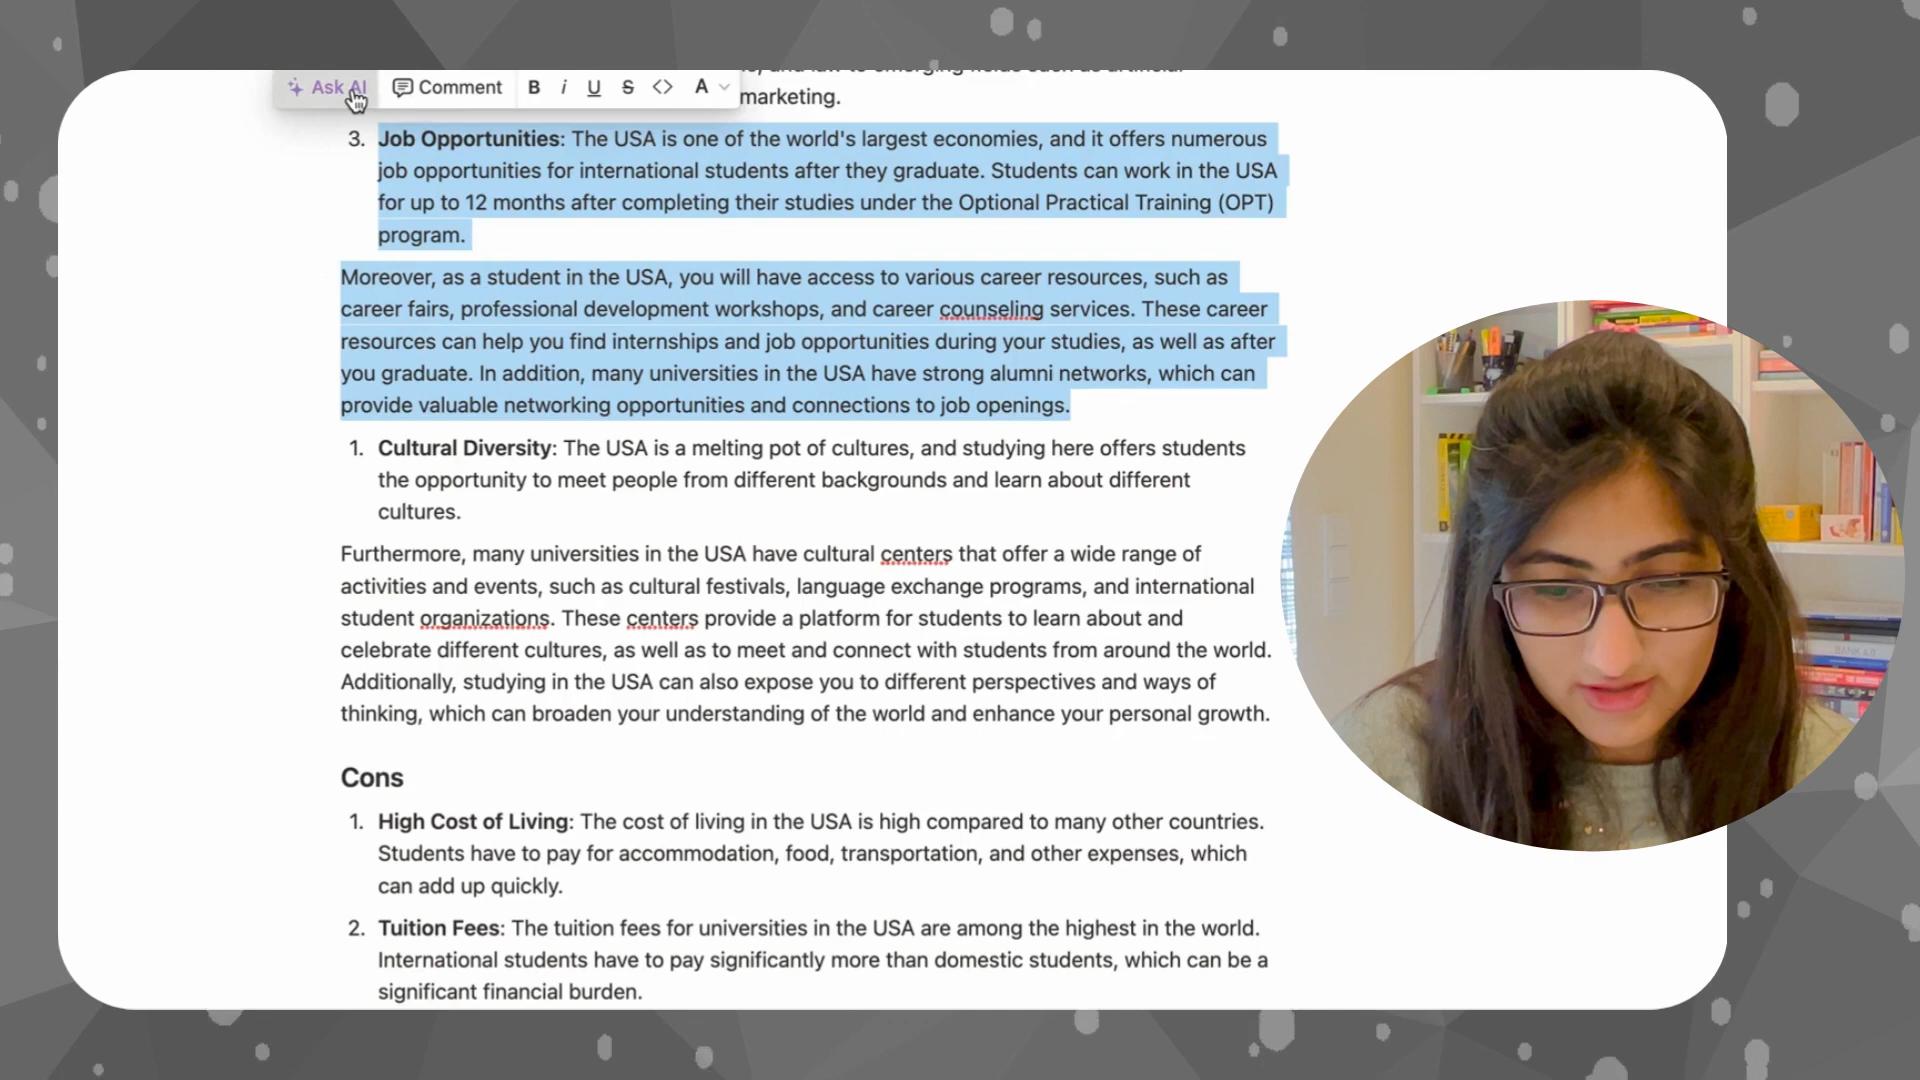 Ask AI Comment B i U S <> A
marketing.
3. Job Opportunities: The USA is one of the world's largest economies, and it offers numerous
job opportunities for international students after they graduate. Students can work in the USA
for up to 12 months after completing their studies under the Optional Practical Training (OPT)
program.
Moreover, as a student in the USA, you will have access to various career resources, such as
career fairs, professional development workshops, and career counseling services. These career
resources can help you find internships and job opportunities during your studies, as well as after
you graduate. In addition, many universities in the USA have strong alumni networks, which can
provide valuable networking opportunities and connections to job openings.
1. Cultural Diversity: The USA is a melting pot of cultures, and studying here offers students
the opportunity to meet people from different backgrounds and learn about different
cultures.
Furthermore, many universities in the USA have cultural centers that offer a wide range of
activities and events, such as cultural festivals, language exchange programs, and international
student organizations. These centers provide a platform for students to learn about and
celebrate different cultures, as well as to meet and connect with students from around the world.
Additionally, studying in the USA can also expose you to different perspectives and ways of
thinking, which can broaden your understanding of the world and enhance your personal growth.
Cons
1. High Cost of Living: The cost of living in the USA is high compared to many other countries.
Students have to pay for accommodation, food, transportation, and other expenses, which
can add up quickly.
2. Tuition Fees: The tuition fees for universities in the USA are among the highest in the world.
International students have to pay significantly more than domestic students, which can be a
significant financial burden.